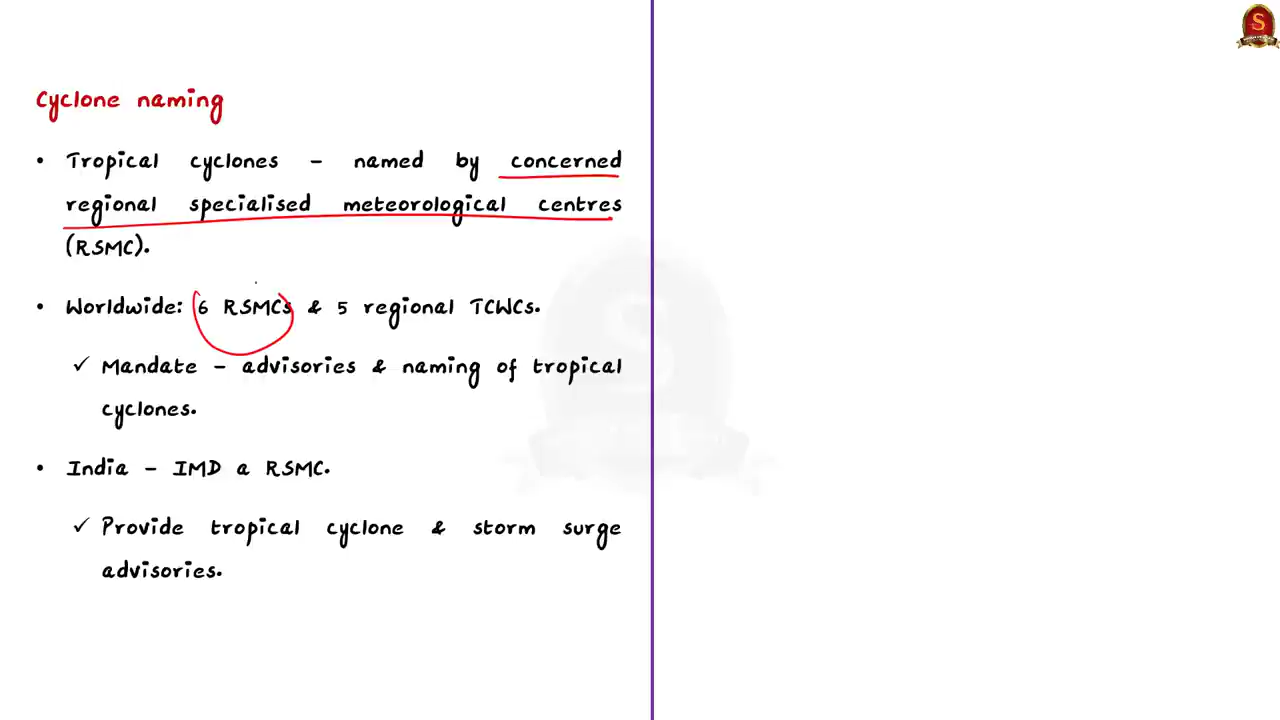 Cyclone naming
• Tropical cyclones – named by concerned
regional specialised meteorological centres
(RSMC).
• Worldwide: 6 RSMCs & 5 regional TCWCs.
✓ Mandate – advisories & naming of tropical
cyclones.
• India – IMD a RSMC.
✓ Provide tropical cyclone & storm surge
advisories.
S
S